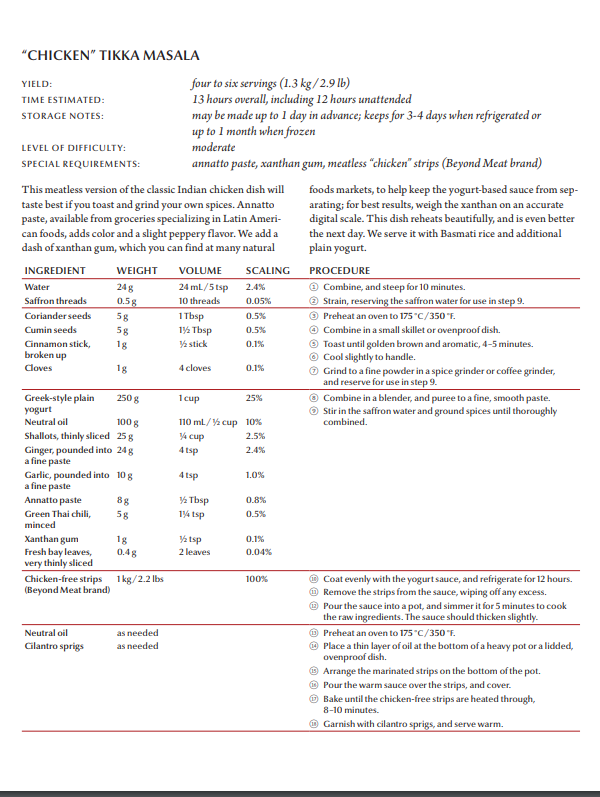 “CHICKEN” TIKKA MASALA
YIELD: four to six servings (1.3 kg / 2.9 lb)
TIME ESTIMATED: 13 hours overall, including 12 hours unattended
STORAGE NOTES: may be made up to 1 day in advance; keeps for 3-4 days when refrigerated or
up to 1 month when frozen
LEVEL OF DIFFICULTY: moderate
SPECIAL REQUIREMENTS: annatto paste, xanthan gum, meatless “chicken” strips (Beyond Meat brand)
This meatless version of the classic Indian chicken dish will
taste best if you toast and grind your own spices. Annatto
paste, available from groceries specializing in Latin Ameri-
can foods, adds color and a slight peppery flavor. We add a
dash of xanthan gum, which you can find at many natural
foods markets, to help keep the yogurt-based sauce from sep-
arating; for best results, weigh the xanthan on an accurate
digital scale. This dish reheats beautifully, and is even better
the next day. We serve it with Basmati rice and additional
plain yogurt.
INGREDIENT WEIGHT VOLUME SCALING PROCEDURE
Water 24 g 24 mL / 5 tsp 2.4% ① Combine, and steep for 10 minutes.
Saffron threads 0.5 g 10 threads 0.05% ② Strain, reserving the saffron water for use in step 9.
Coriander seeds 5 g 1 Tbsp 0.5% ③ Preheat an oven to 175 °C / 350 °F.
Cumin seeds 5 g 1½ Tbsp 0.5% ④ Combine in a small skillet or ovenproof dish.
Cinnamon stick, 1 g ½ stick 0.1% ⑤ Toast until golden brown and aromatic, 4–5 minutes.
broken up ⑥ Cool slightly to handle.
Cloves 1 g 4 cloves 0.1% ⑦ Grind to a fine powder in a spice grinder or coffee grinder,
and reserve for use in step 9.
Greek-style plain 250 g 1 cup 25% ⑧ Combine in a blender, and puree to a fine, smooth paste.
yogurt ⑨ Stir in the saffron water and ground spices until thoroughly
Neutral oil 100 g 110 mL / ½ cup 10% combined.
Shallots, thinly sliced 25 g ¼ cup 2.5%
Ginger, pounded into 24 g 4 tsp 2.4%
a fine paste
Garlic, pounded into 10 g 4 tsp 1.0%
a fine paste
Annatto paste 8 g ½ Tbsp 0.8%
Green Thai chili, 5 g 1¼ tsp 0.5%
minced
Xanthan gum 1 g ½ tsp 0.1%
Fresh bay leaves, 0.4 g 2 leaves 0.04%
very thinly sliced
Chicken-free strips 1 kg / 2.2 lbs 100% ⑩ Coat evenly with the yogurt sauce, and refrigerate for 12 hours.
(Beyond Meat brand) ⑪ Remove the strips from the sauce, wiping off any excess.
⑫ Pour the sauce into a pot, and simmer it for 5 minutes to cook
the raw ingredients. The sauce should thicken slightly.
Neutral oil as needed ⑬ Preheat an oven to 175 °C / 350 °F.
Cilantro sprigs as needed ⑭ Place a thin layer of oil at the bottom of a heavy pot or a lidded,
ovenproof dish.
⑮ Arrange the marinated strips on the bottom of the pot.
⑯ Pour the warm sauce over the strips, and cover.
⑰ Bake until the chicken-free strips are heated through,
8–10 minutes.
⑱ Garnish with cilantro sprigs, and serve warm.